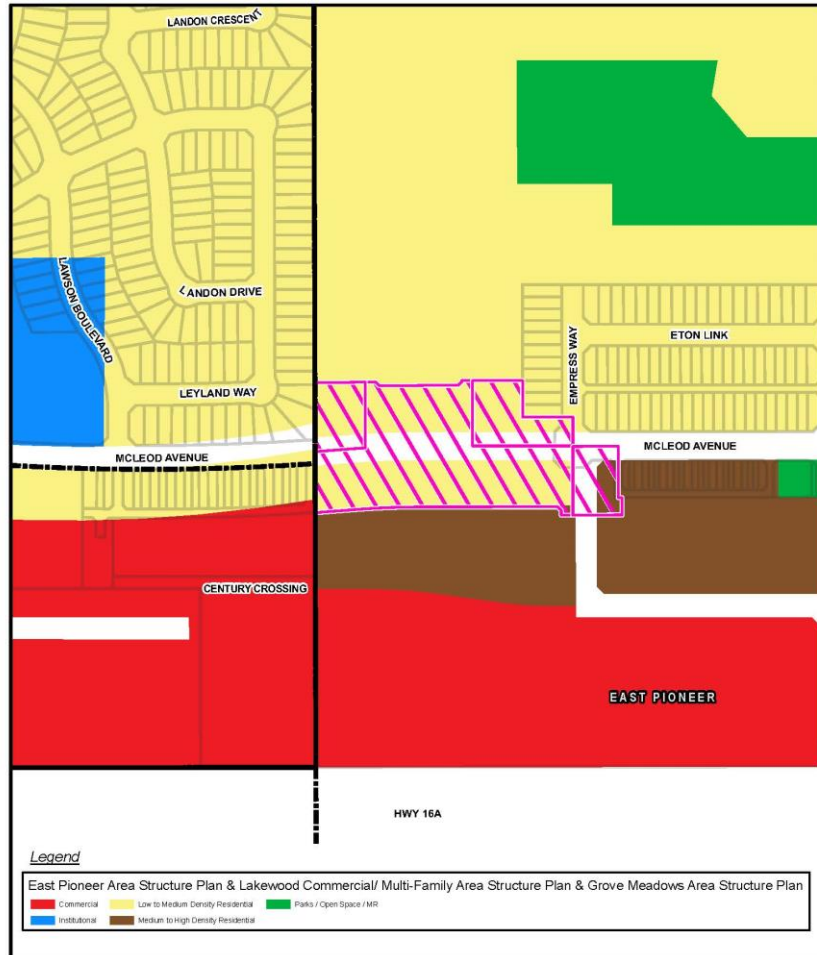 LANDON CRESCENT
LAWSON BOULEVARD
LANDON DRIVE
LEYLAND WAY
EMPRESS WAY
ETON LINK
MCLEOD AVENUE
MCLEOD AVENUE
CENTURY CROSSING
EAST PIONEER
HWY 16A
Legend
East Pioneer Area Structure Plan & Lakewood Commercial/ Multi-Family Area Structure Plan & Grove Meadows Area Structure Plan
Commercial Low to Medium Density Residential Parks / Open Space / MR
Institutional Medium to High Density Residential